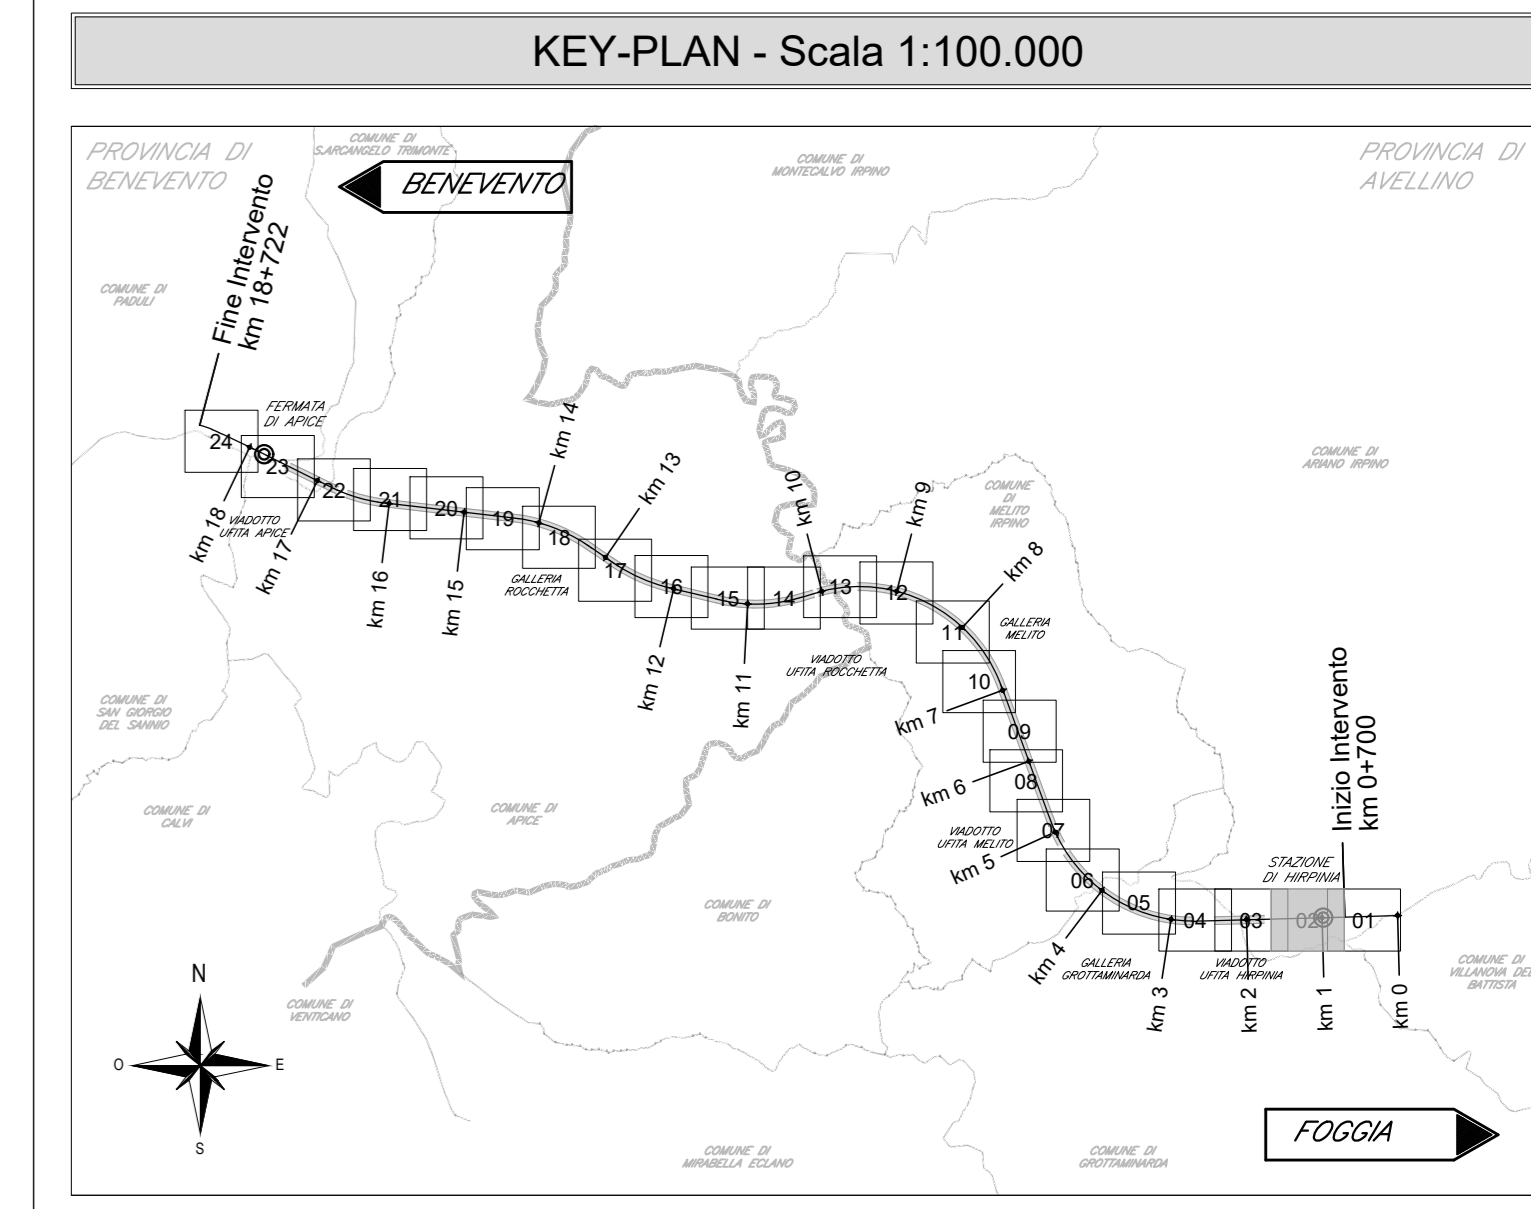 KEY-PLAN - Scala 1:100.000
PROVINCIA DI
BENEVENTO
COMUNE DI
S.ARCANGELO TRIMONTE
BENEVENTO
COMUNE DI
MONTECALVO IRPINO
PROVINCIA DI
AVELLINO
Fine Intervento
km 18+722
COMUNE DI
PADULI
FERMATA
DI APICE
24
23
22
21
20
19
18
17
16
15
14
13
12
11
10
09
08
07
06
05
04
03
02
01
km 18
VIADOTTO
UFITA APICE
km 17
km 16
km 15
km 14
km 13
GALLERIA
ROCCHETTA
km 12
km 11
km 10
km 9
km 8
COMUNE
DI
MELITO
IRPINO
COMUNE DI
ARIANO IRPINO
GALLERIA
MELITO
VIADOTTO
UFITA ROCCHETTA
km 7
km 6
VIADOTTO
UFITA MELITO
km 5
km 4
km 3
km 2
km 1
km 0
Inizio Intervento
km 0+700
STAZIONE
DI HIRPINIA
GALLERIA
GROTTAMINARDA
VIADOTTO
UFITA HIRPINIA
COMUNE DI
SAN GIORGIO
DEL SANNIO
COMUNE DI
CALVI
COMUNE DI
APICE
COMUNE DI
BONITO
COMUNE DI
VENTICANO
COMUNE DI
VILLANOVA DEL
BATTISTA
N
O
E
S
COMUNE DI
MIRABELLA ECLANO
COMUNE DI
GROTTAMINARDA
FOGGIA